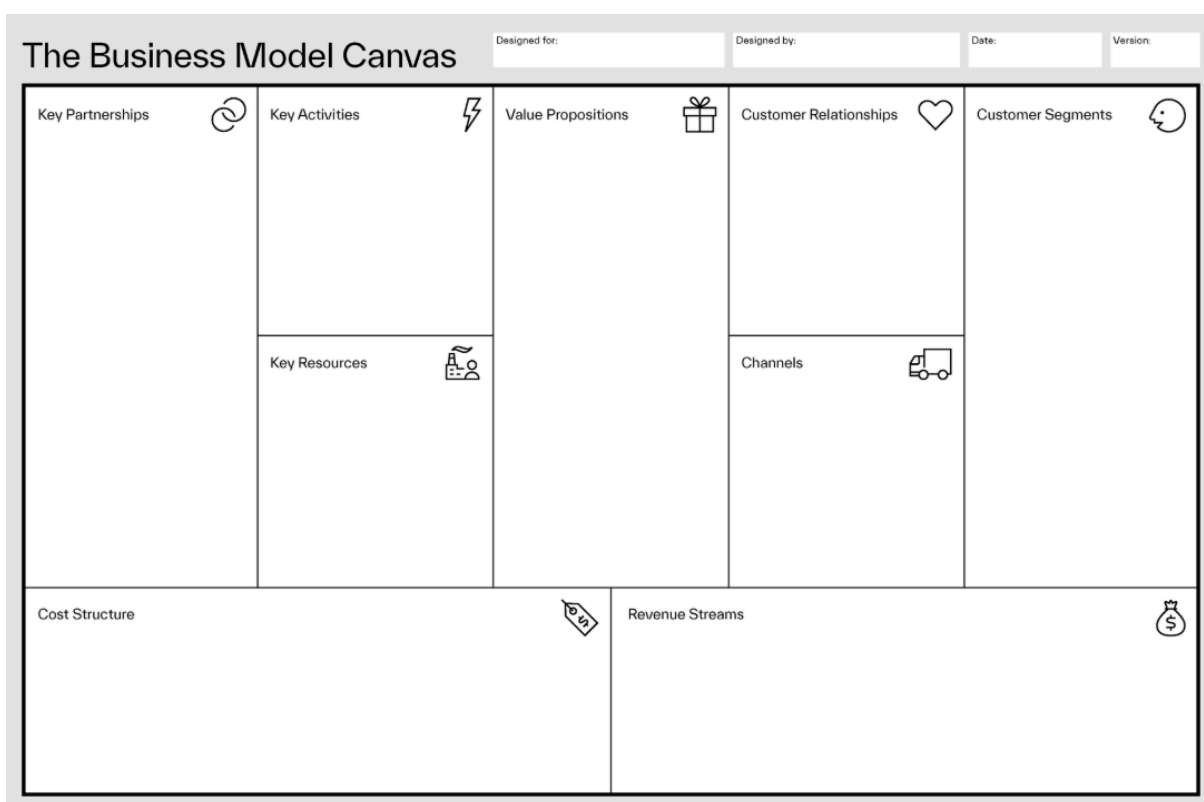 The Business Model Canvas
Designed for:
Designed by:
Date:
Version:
Key Partnerships
Key Activities
Value Propositions
Customer Relationships
Customer Segments
Key Resources
Channels
Cost Structure
$
Revenue Streams
$